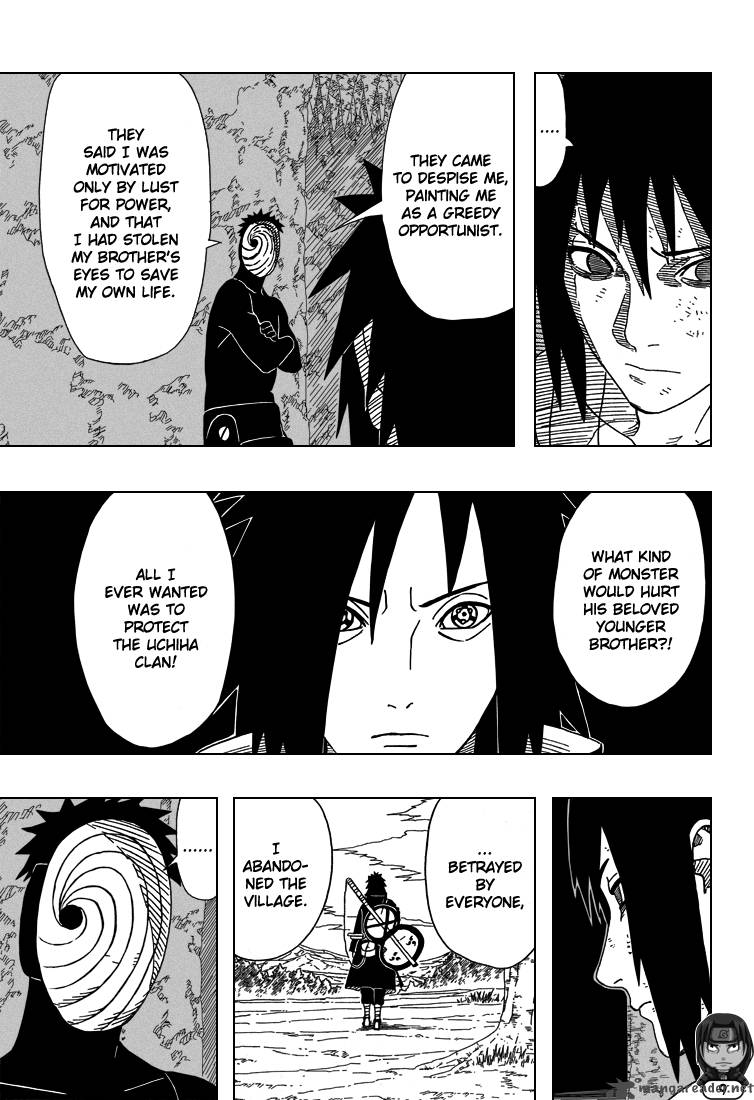 ....
THEY CAME
TO DESPISE ME,
PAINTING ME
AS A GREEDY
OPPORTUNIST.
THEY
SAID I WAS
MOTIVATED
ONLY BY LUST
FOR POWER,
AND THAT
I HAD STOLEN
MY BROTHER'S
EYES TO SAVE
MY OWN LIFE.
WHAT KIND
OF MONSTER
WOULD HURT
HIS BELOVED
YOUNGER
BROTHER?!
ALL I
EVER WANTED
WAS TO
PROTECT
THE UCHIHA
CLAN!
...
BETRAYED
BY
EVERYONE,
I
ABANDO-
NED THE
VILLAGE.
.......
9
mangareader.net